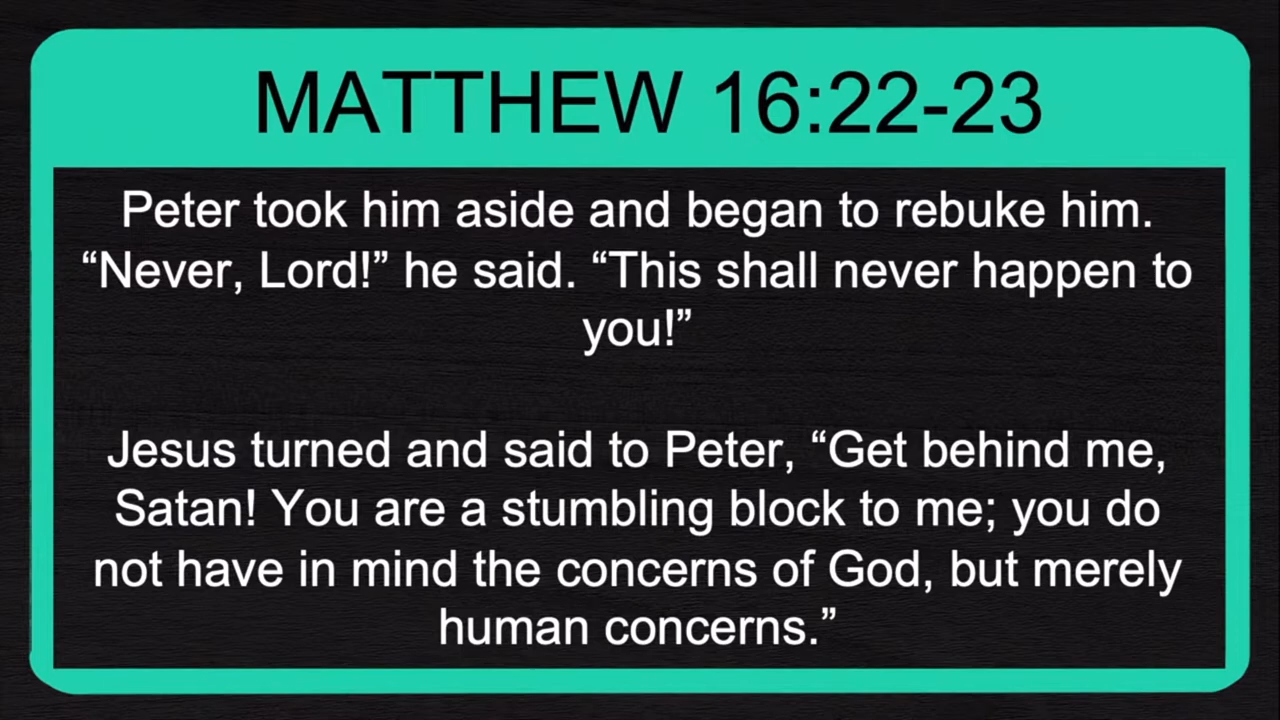 MATTHEW 16:22-23
Peter took him aside and began to rebuke him.
“Never, Lord!” he said. “This shall never happen to
you!”
Jesus turned and said to Peter, “Get behind me,
Satan! You are a stumbling block to me; you do
not have in mind the concerns of God, but merely
human concerns.”